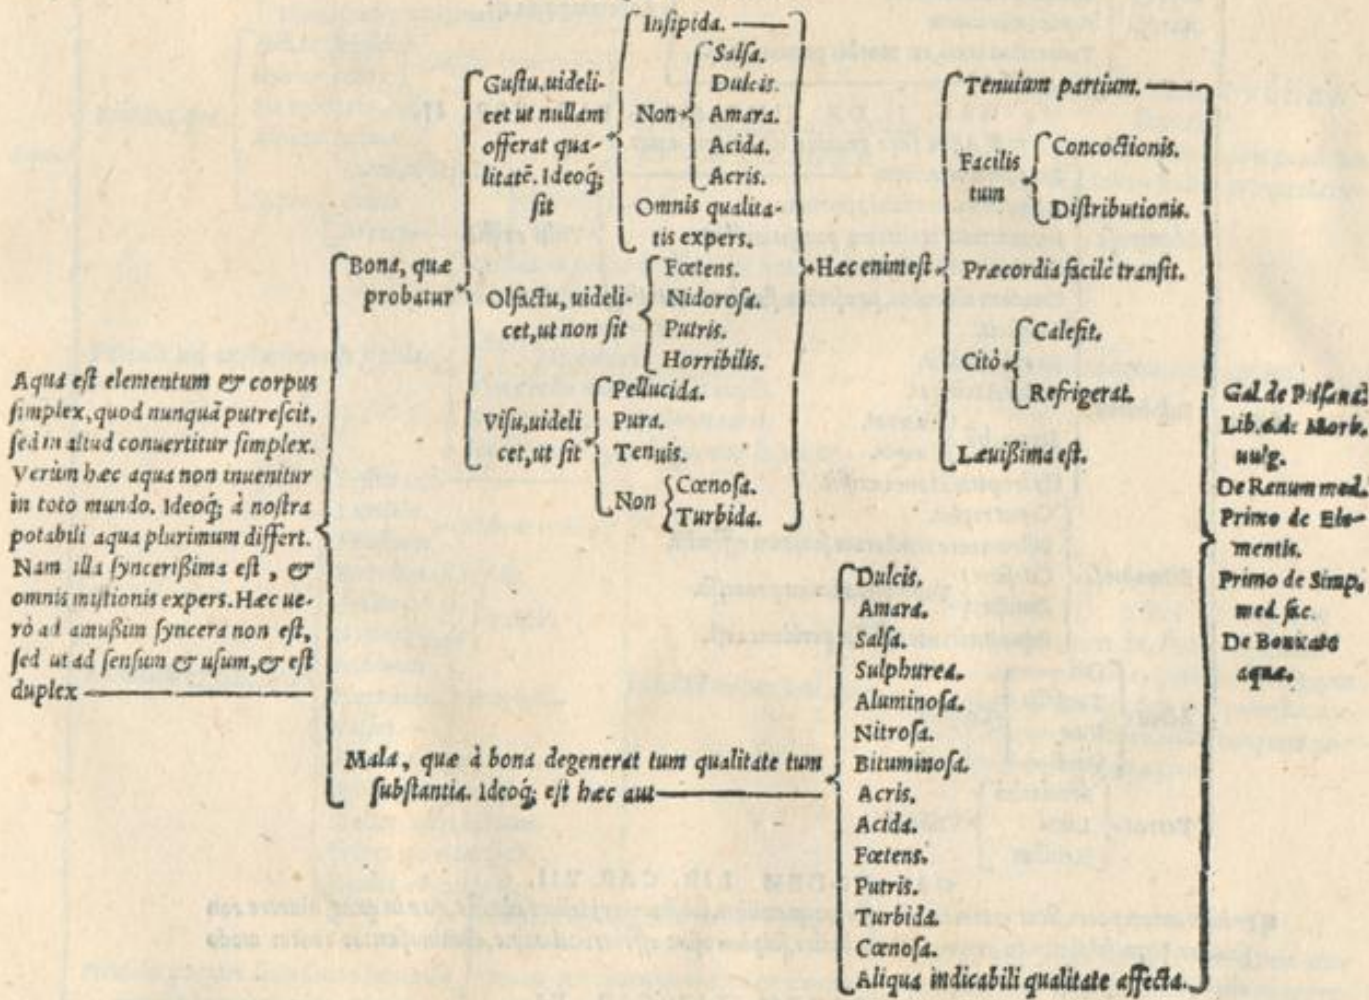 Aqua est elementum & corpus
simplex, quod nunquã putrescit,
sed in aliud conuertitur simplex.
Verùm hæc aqua non inuenitur
in toto mundo. Ideoq́; à nostra
potabili aqua plurimum differt.
Nam illa syncerißima est, &
omnis mistionis expers. Hæc ue-
rò ad amußim syncera non est,
sed ut ad sensum & usum, & est
duplex
Bona, quæ
probatur
Gustu, uideli-
cet ut nullam
offerat qua-
litatẽ. Ideoq́;
sit
Insipida.
Non
Salsa.
Dulcis.
Amara.
Acida.
Acris.
Omnis qualita-
tis expers.
Olfactu, uideli-
cet, ut non sit
Fœtens.
Nidorosa.
Putris.
Horribilis.
Visu, uideli
cet, ut sit
Pellucida.
Pura.
Tenuis.
Non
Cœnosa.
Turbida.
Hæc enim est
Tenuium partium.
Facilis
tum
Concoctionis.
Distributionis.
Præcordia facilè transit.
Citò
Calefit.
Refrigerat.
Læuißima est.
Mala, quæ à bona degenerat tum qualitate tum
substantia. Ideoq́; est hæc aut
Dulcis.
Amara.
Salsa.
Sulphurea.
Aluminosa.
Nitrosa.
Bituminosa.
Acris.
Acida.
Fœtens.
Putris.
Turbida.
Cœnosa.
Aliqua indicabili qualitate affecta.
Gal. de Ptisana.
Lib. 6. de Morb.
uulg.
De Renum med.
Primo de Ele-
mentis.
Primo de Simp.
med. fac.
De Bonitate
aquæ.